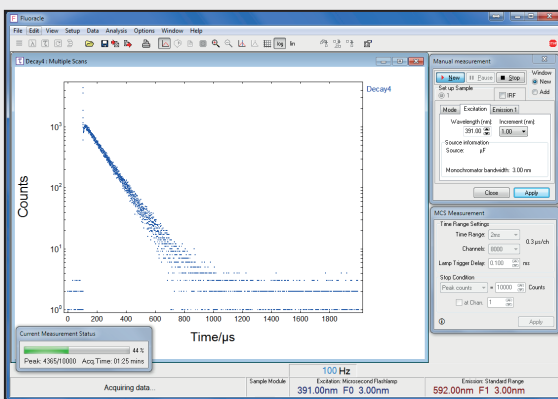 Fluoracle
File Edit View Setup Data Analysis Options Window Help
log lin
Decay4 : Multiple Scans
Decay4
Counts
10³
10²
10¹
10⁰
0 200 400 600 800 1000 1200 1400 1600 1800
Time/µs
Current Measurement Status
44 %
Peak: 4365/10000 Acq.Time: 01:25 mins
Manual measurement
New Pause Stop
Window
New
Add
Set up Sample
1
IRF
Mode Excitation Emission 1
Wavelength (nm) Increment (nm)
391.00 1.00
Source information
Source: µF
Monochromator bandwidth: 3.00 nm
Close Apply
MCS Measurement
Time Range Settings
Time Range: 2ms
Channels: 8000
0.3 µs/ch
Lamp Trigger Delay: 0.100 ms
Stop Condition
Peak counts = 10000 Counts
at Chan. 1
Apply
100 Hz
Acquiring data...
Sample Module
Excitation: Microsecond Flashlamp
391.00nm F0 3.00nm
Emission: Standard Range
592.00nm F1 3.00nm